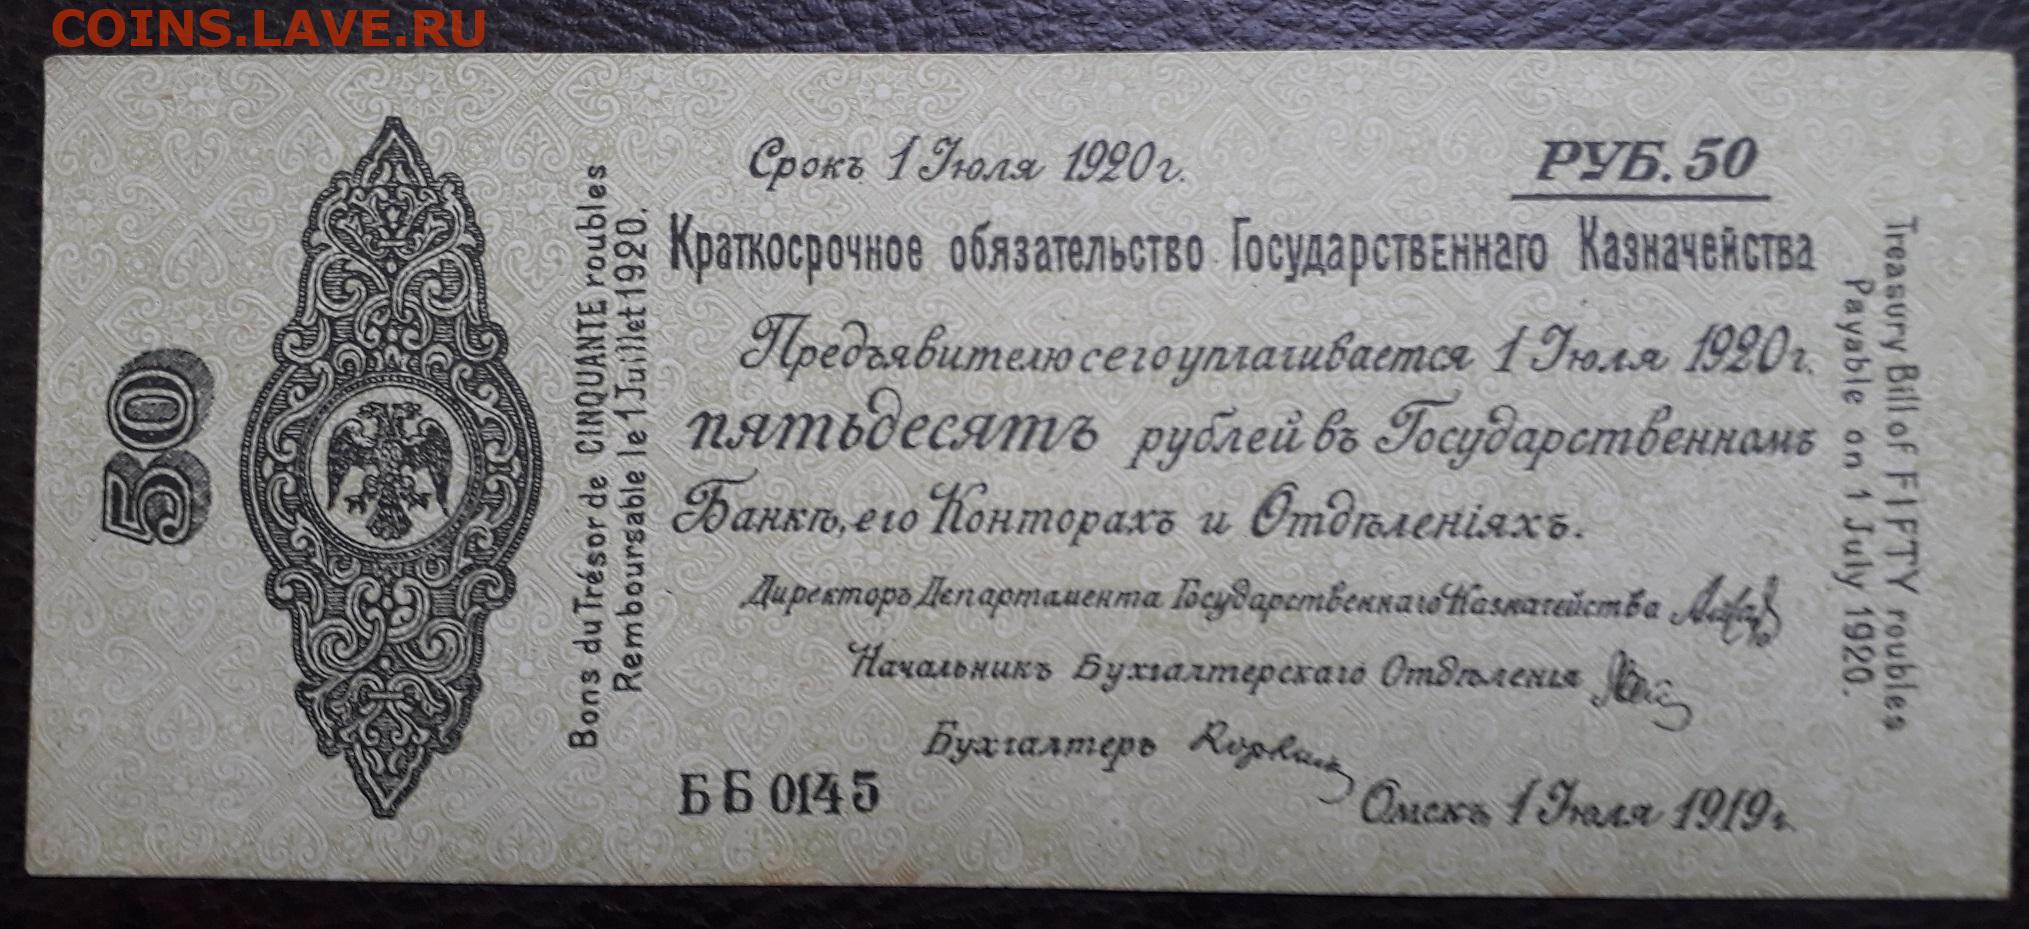 COINS.LAVE.RU
50
Bons du Trésor de CINQUANTE roubles
Remboursable le 1 Juillet 1920.
Срокъ 1 Іюля 1920 г.
РУБ. 50
Краткосрочное обязательство Государственнаго Казначейства
Предъявителю сего уплачивается 1 Іюля 1920 г.
пятьдесятъ рублей въ Государственномъ
Банкѣ, его Конторахъ и Отдѣленіяхъ.
Директоръ Департамента Государственнаго Казначейства
Начальникъ Бухгалтерскаго Отдѣленія
Бухгалтеръ
ББ 0145
Омскъ 1 Іюля 1919 г.
Treasury Bill of FIFTY roubles
Payable on 1 July 1920.